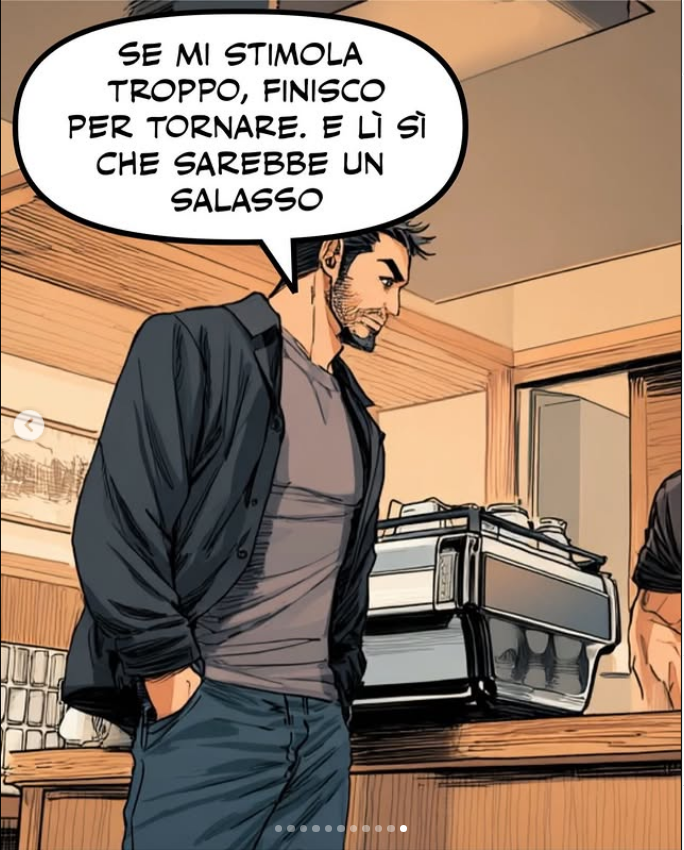 SE MI STIMOLA
TROPPO, FINISCO
PER TORNARE. E LÌ SÌ
CHE SAREBBE UN
SALASSO